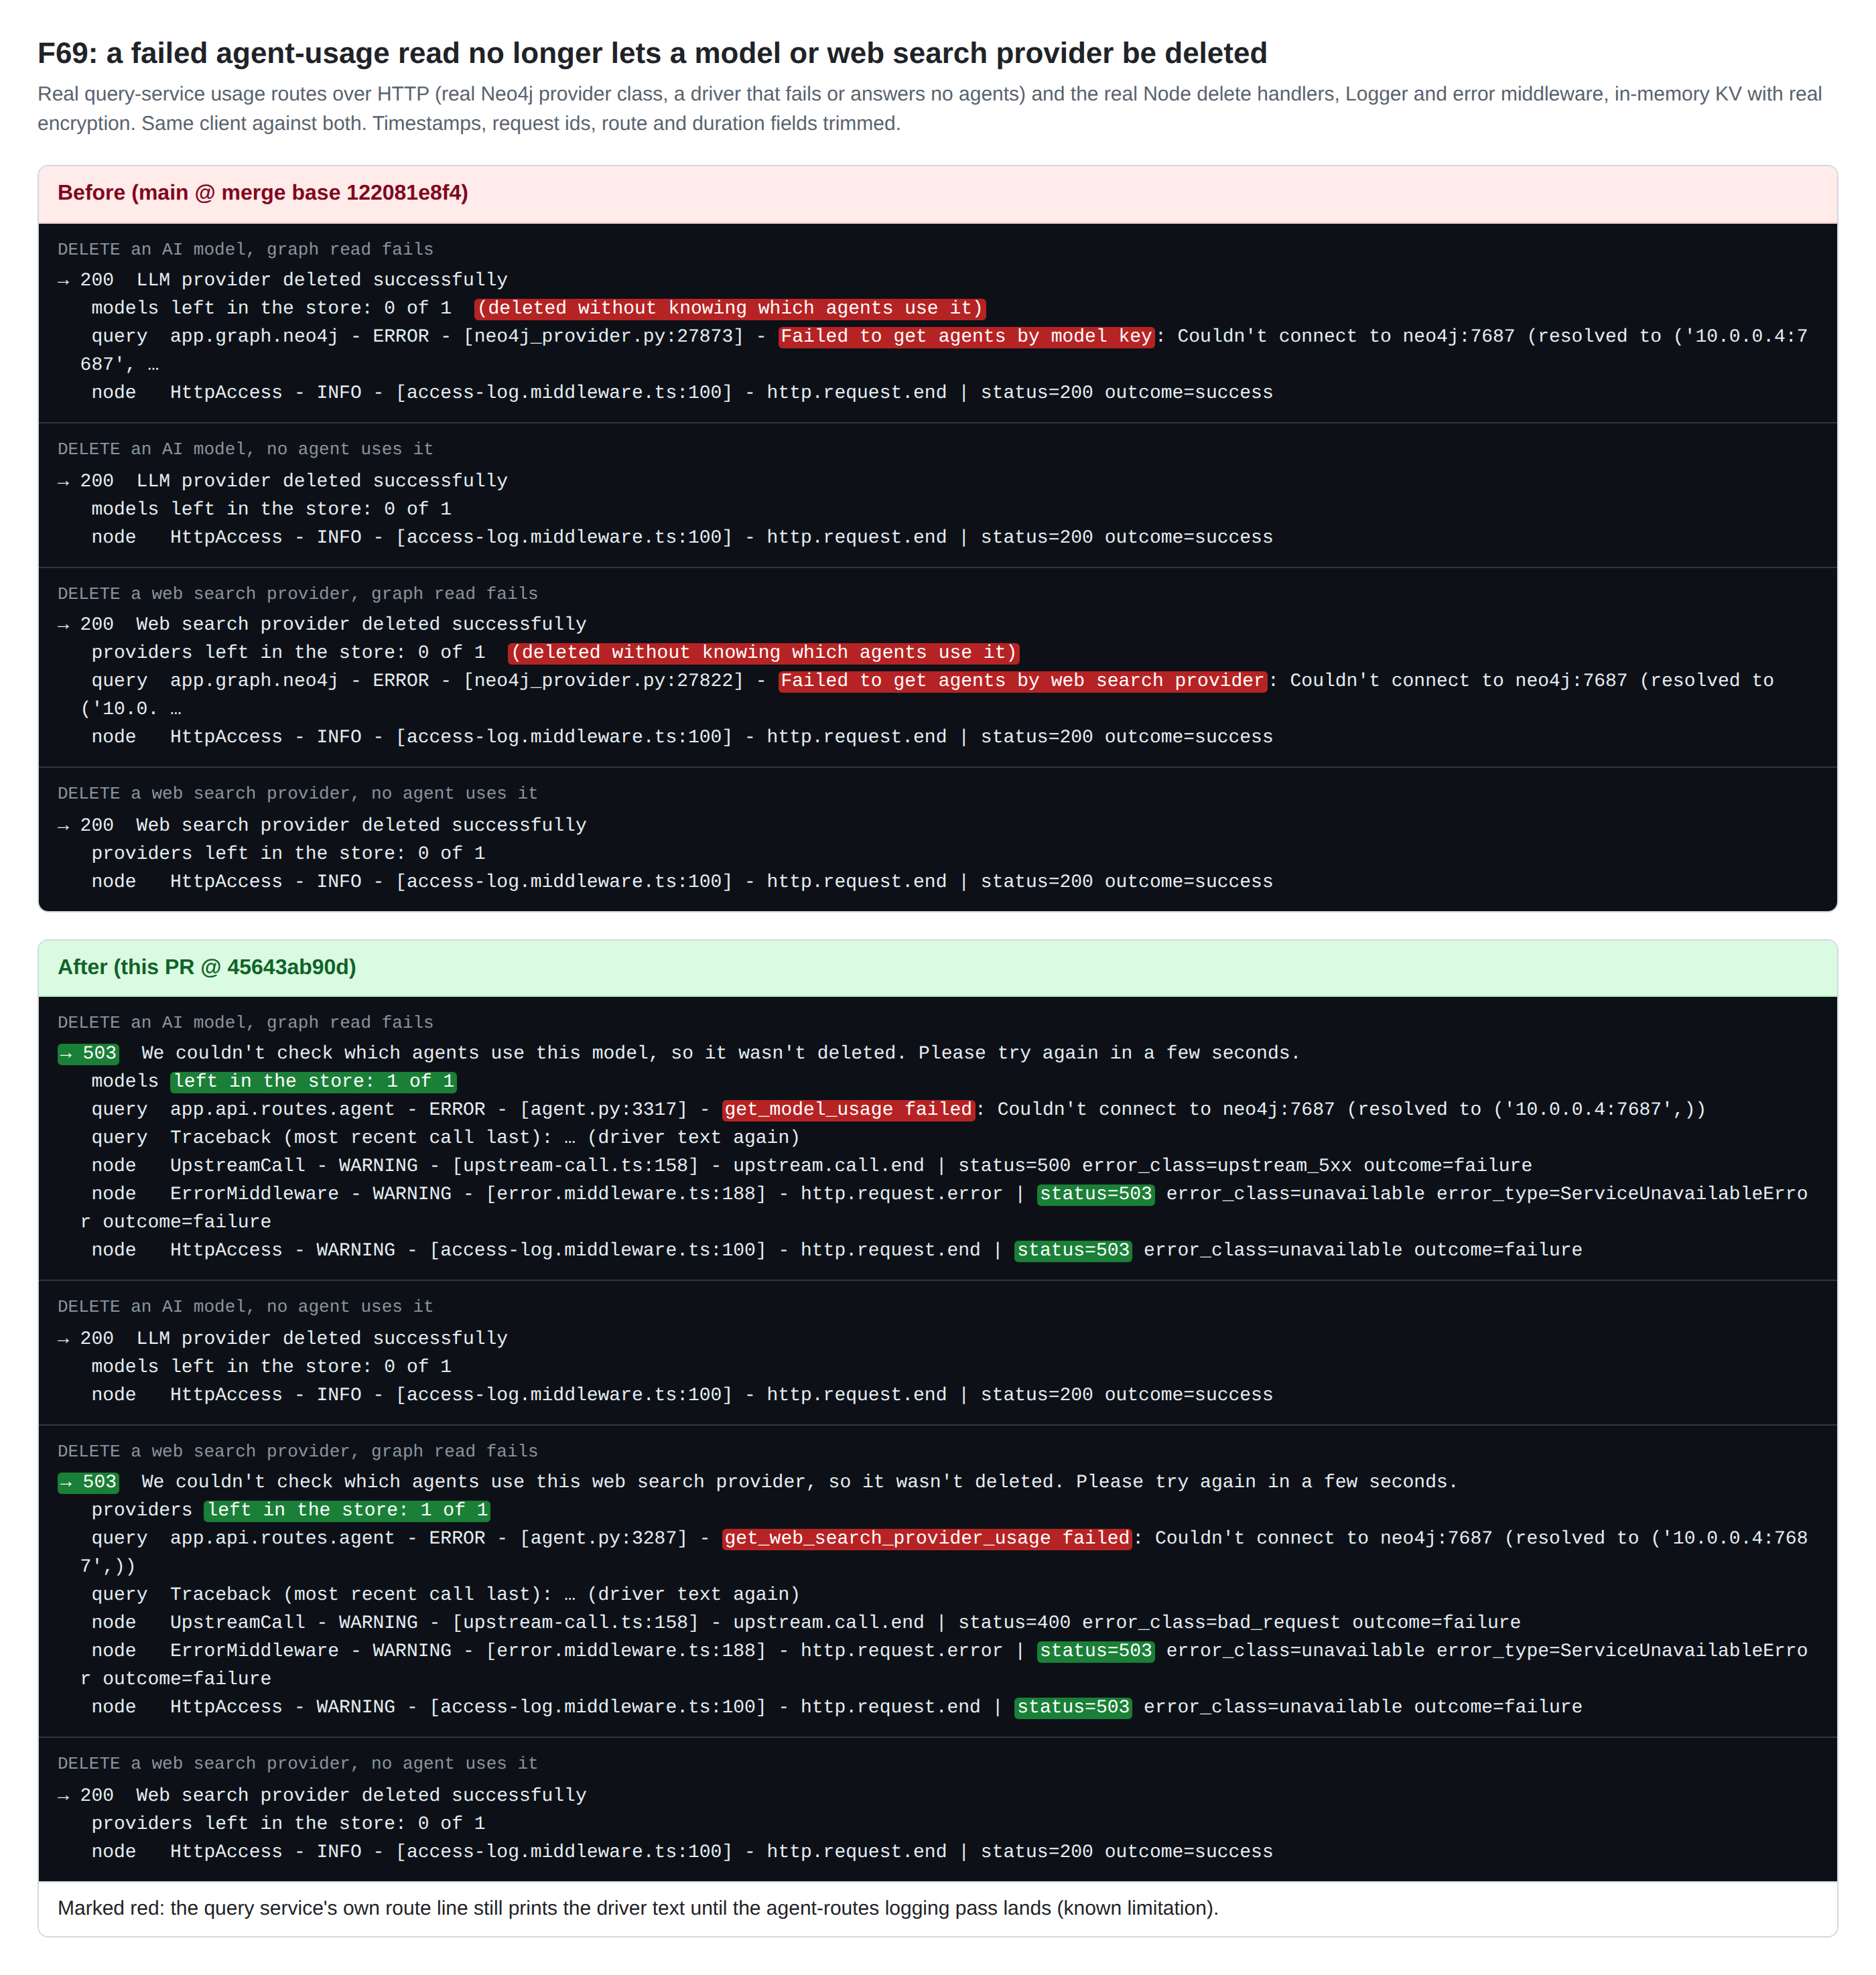 F69: a failed agent-usage read no longer lets a model or web search provider be deleted
Real query-service usage routes over HTTP (real Neo4j provider class, a driver that fails or answers no agents) and the real Node delete handlers, Logger and error middleware, in-memory KV with real
encryption. Same client against both. Timestamps, request ids, route and duration fields trimmed.
Before (main @ merge base 122081e8f4)
DELETE an AI model, graph read fails
→ 200  LLM provider deleted successfully
models left in the store: 0 of 1  (deleted without knowing which agents use it)
query  app.graph.neo4j - ERROR - [neo4j_provider.py:27873] - Failed to get agents by model key: Couldn't connect to neo4j:7687 (resolved to ('10.0.0.4:7
687', …
node   HttpAccess - INFO - [access-log.middleware.ts:100] - http.request.end | status=200 outcome=success
DELETE an AI model, no agent uses it
→ 200  LLM provider deleted successfully
models left in the store: 0 of 1
node   HttpAccess - INFO - [access-log.middleware.ts:100] - http.request.end | status=200 outcome=success
DELETE a web search provider, graph read fails
→ 200  Web search provider deleted successfully
providers left in the store: 0 of 1  (deleted without knowing which agents use it)
query  app.graph.neo4j - ERROR - [neo4j_provider.py:27822] - Failed to get agents by web search provider: Couldn't connect to neo4j:7687 (resolved to
('10.0. …
node   HttpAccess - INFO - [access-log.middleware.ts:100] - http.request.end | status=200 outcome=success
DELETE a web search provider, no agent uses it
→ 200  Web search provider deleted successfully
providers left in the store: 0 of 1
node   HttpAccess - INFO - [access-log.middleware.ts:100] - http.request.end | status=200 outcome=success
After (this PR @ 45643ab90d)
DELETE an AI model, graph read fails
→ 503  We couldn't check which agents use this model, so it wasn't deleted. Please try again in a few seconds.
models left in the store: 1 of 1
query  app.api.routes.agent - ERROR - [agent.py:3317] - get_model_usage failed: Couldn't connect to neo4j:7687 (resolved to ('10.0.0.4:7687',))
query  Traceback (most recent call last): … (driver text again)
node   UpstreamCall - WARNING - [upstream-call.ts:158] - upstream.call.end | status=500 error_class=upstream_5xx outcome=failure
node   ErrorMiddleware - WARNING - [error.middleware.ts:188] - http.request.error | status=503 error_class=unavailable error_type=ServiceUnavailableErro
r outcome=failure
node   HttpAccess - WARNING - [access-log.middleware.ts:100] - http.request.end | status=503 error_class=unavailable outcome=failure
DELETE an AI model, no agent uses it
→ 200  LLM provider deleted successfully
models left in the store: 0 of 1
node   HttpAccess - INFO - [access-log.middleware.ts:100] - http.request.end | status=200 outcome=success
DELETE a web search provider, graph read fails
→ 503  We couldn't check which agents use this web search provider, so it wasn't deleted. Please try again in a few seconds.
providers left in the store: 1 of 1
query  app.api.routes.agent - ERROR - [agent.py:3287] - get_web_search_provider_usage failed: Couldn't connect to neo4j:7687 (resolved to ('10.0.0.4:768
7',))
query  Traceback (most recent call last): … (driver text again)
node   UpstreamCall - WARNING - [upstream-call.ts:158] - upstream.call.end | status=400 error_class=bad_request outcome=failure
node   ErrorMiddleware - WARNING - [error.middleware.ts:188] - http.request.error | status=503 error_class=unavailable error_type=ServiceUnavailableErro
r outcome=failure
node   HttpAccess - WARNING - [access-log.middleware.ts:100] - http.request.end | status=503 error_class=unavailable outcome=failure
DELETE a web search provider, no agent uses it
→ 200  Web search provider deleted successfully
providers left in the store: 0 of 1
node   HttpAccess - INFO - [access-log.middleware.ts:100] - http.request.end | status=200 outcome=success
Marked red: the query service's own route line still prints the driver text until the agent-routes logging pass lands (known limitation).